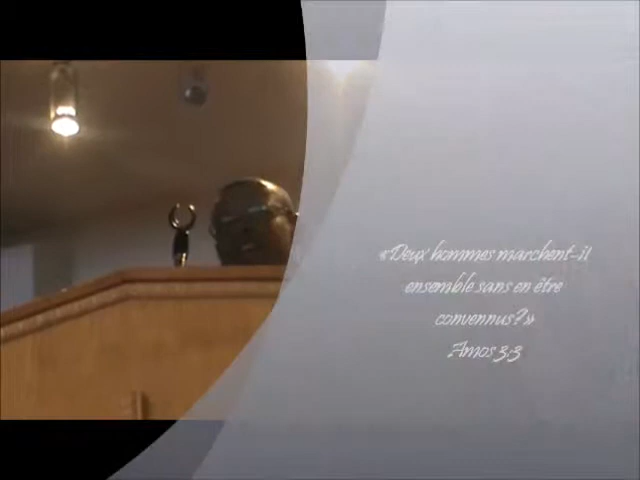 «Deux hommes marchent-il
ensemble sans en être
convennus?»
Amos 3:3